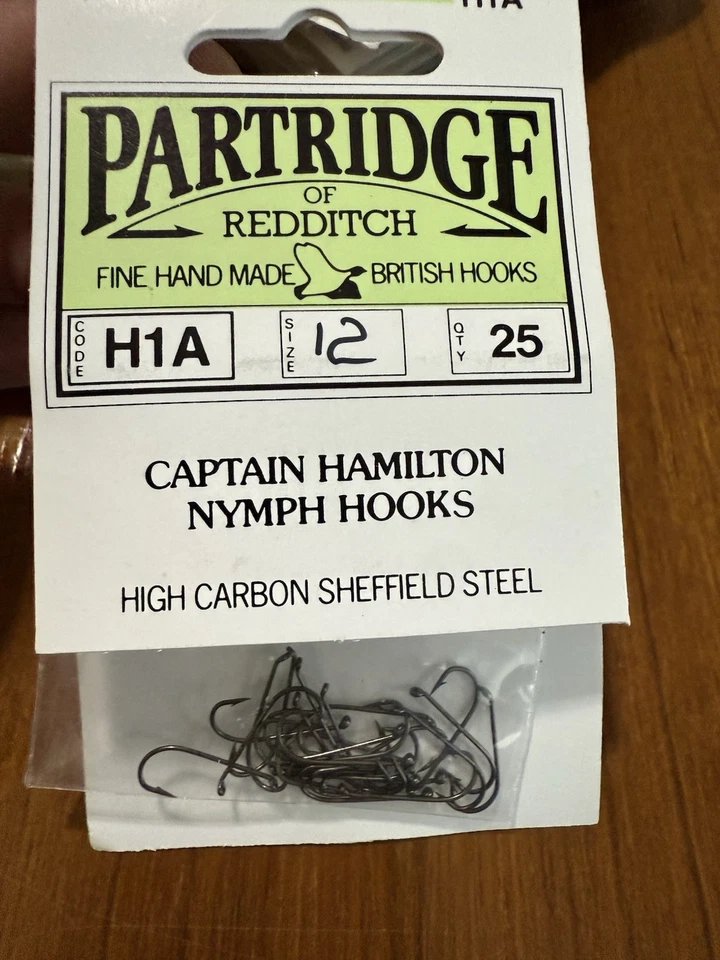 H1A
PARTRIDGE
OF
REDDITCH
FINE HAND MADE BRITISH HOOKS
CODE H1A SIZE 12 QTY 25
CAPTAIN HAMILTON
NYMPH HOOKS
HIGH CARBON SHEFFIELD STEEL